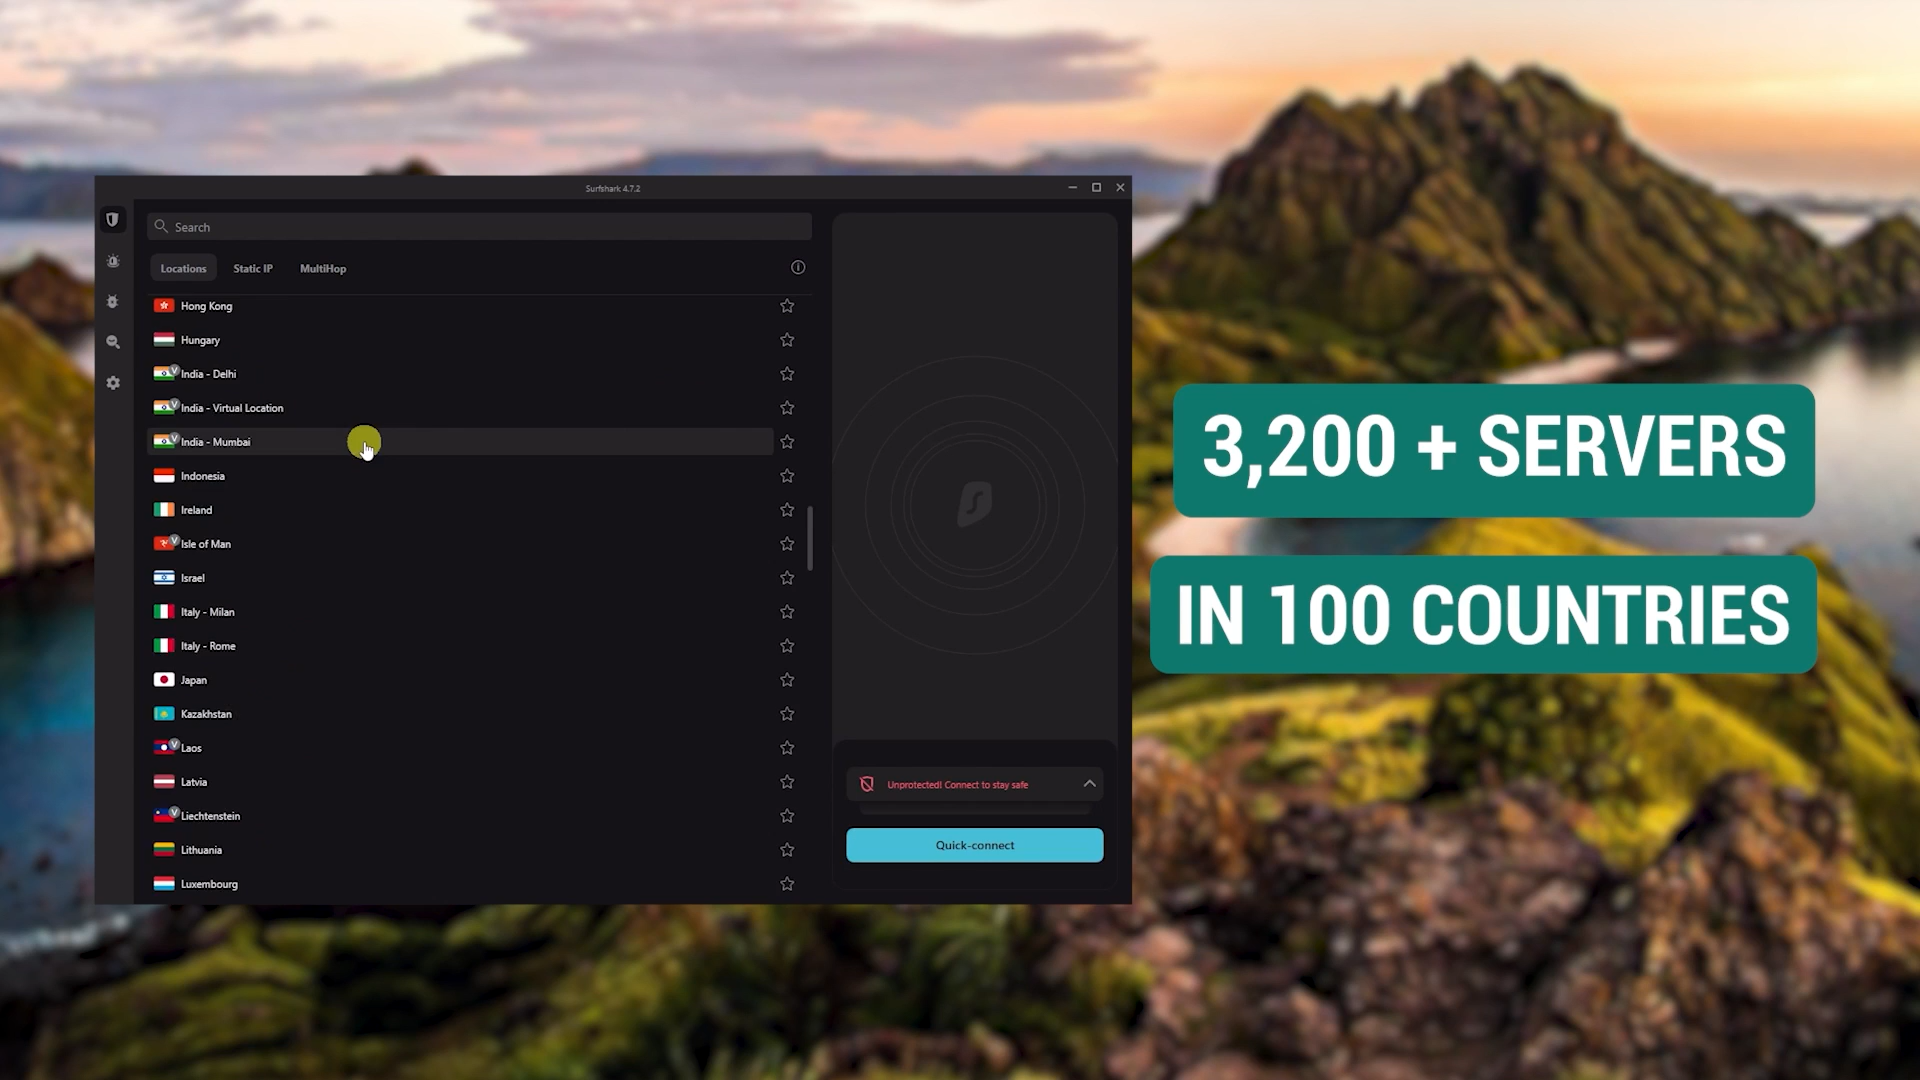 Surfshark 4.7.2
Search
Locations
Static IP
MultiHop
Hong Kong
Hungary
V
India - Delhi
V
India - Virtual Location
V
India - Mumbai
Indonesia
Ireland
V
Isle of Man
Israel
Italy - Milan
Italy - Rome
Japan
Kazakhstan
V
Laos
Latvia
V
Liechtenstein
Lithuania
Luxembourg
Unprotected! Connect to stay safe
Quick-connect
3,200 + SERVERS
IN 100 COUNTRIES